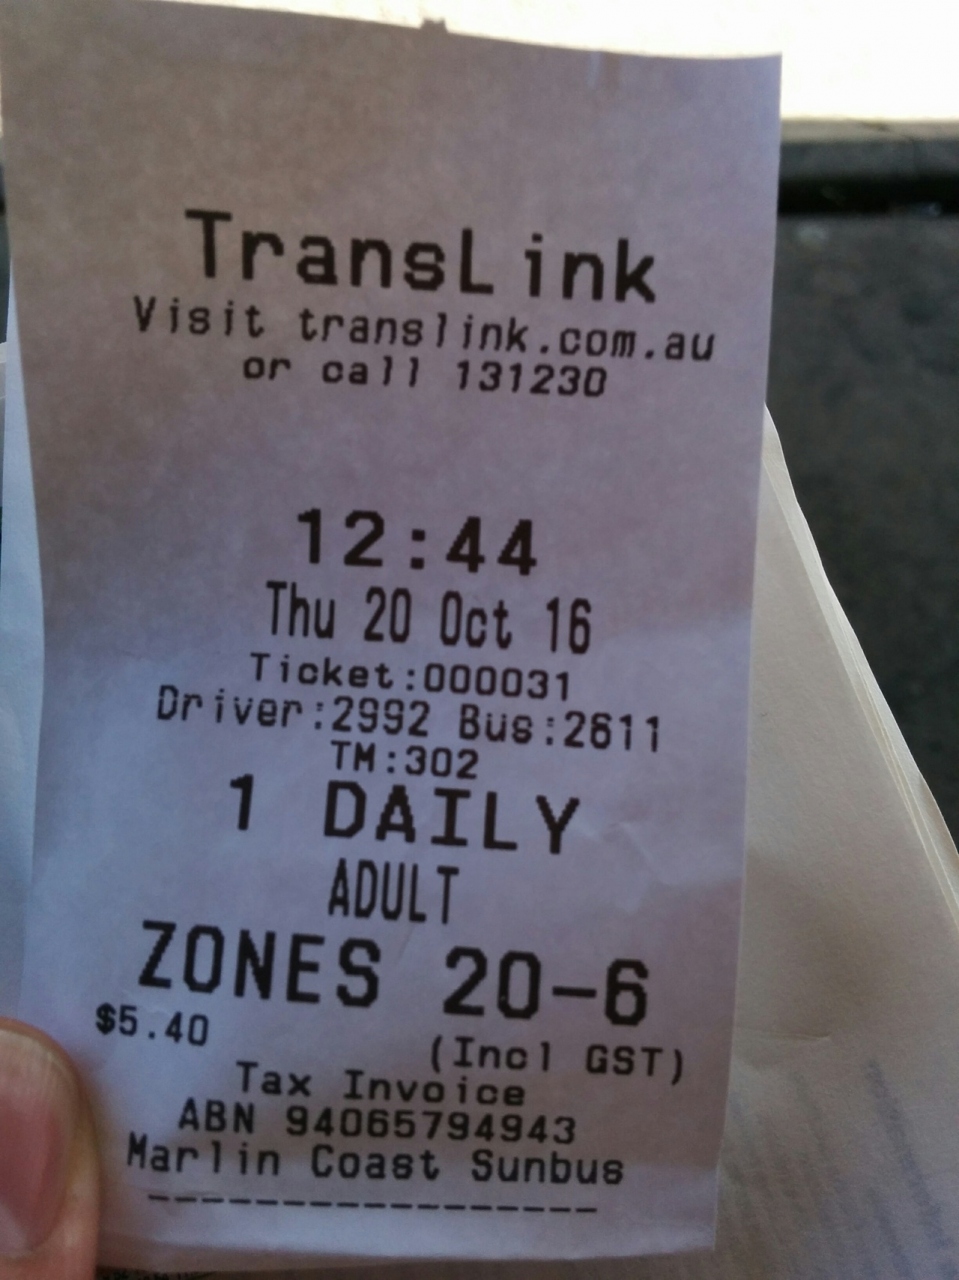 TransLink
Visit translink.com.au
or call 131230
12:44
Thu 20 Oct 16
Ticket:000031
Driver:2992 Bus:2611
TM:302
1 DAILY
ADULT
ZONES 20-6
$5.40
(Incl GST)
Tax Invoice
ABN 94065794943
Marlin Coast Sunbus
-----------------